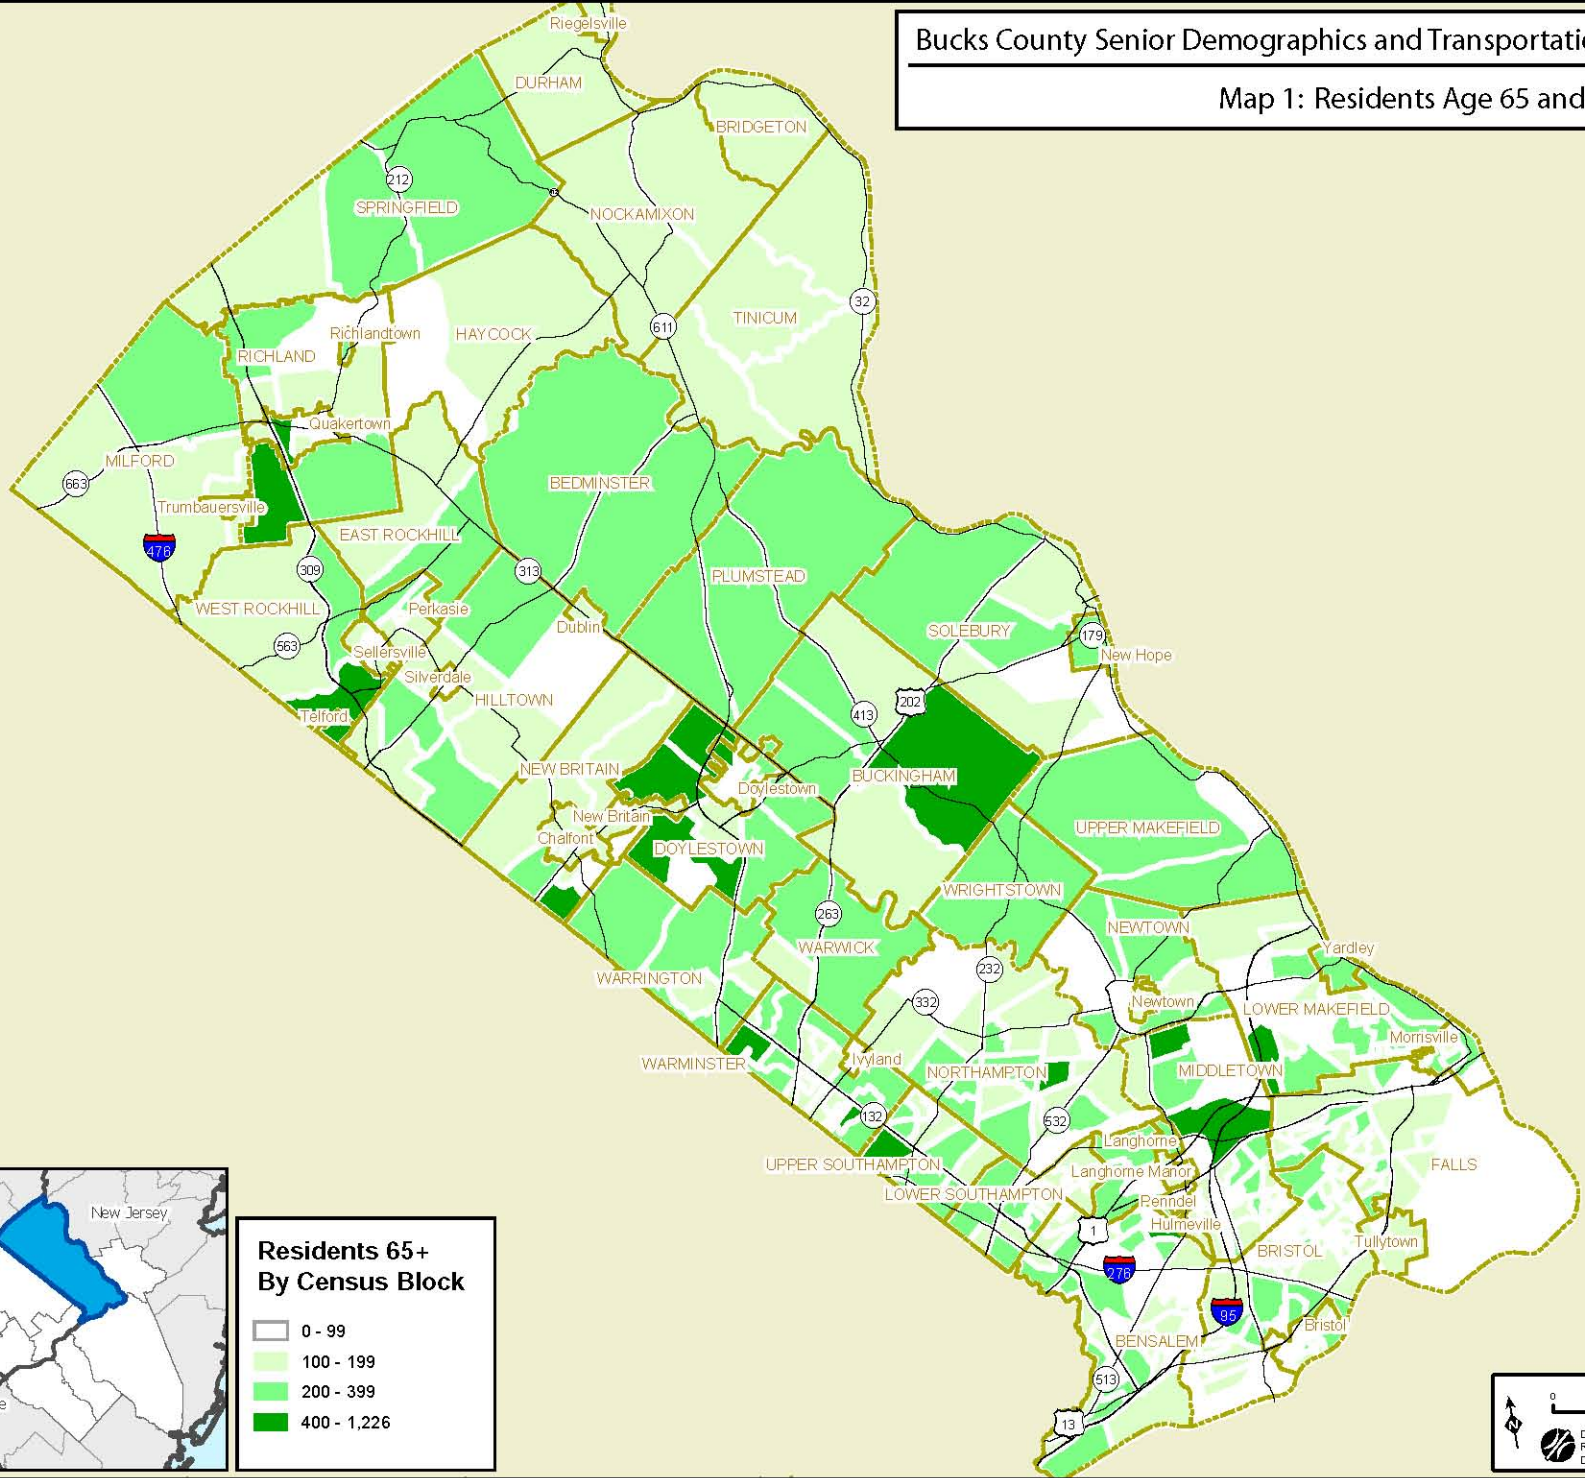 Bucks County Senior Demographics and Transportati
Map 1: Residents Age 65 and
Riegelsville
DURHAM
BRIDGETON
212
SPRINGFIELD
NOCKAMIXON
32
TINICUM
611
Richlandtown
HAYCOCK
RICHLAND
Quakertown
MILFORD
663
BEDMINSTER
Trumbauersville
EAST ROCKHILL
476
309
313
PLUMSTEAD
WEST ROCKHILL
Perkasie
Dublin
SOLEBURY
179
563
Sellersville
New Hope
Silverdale
HILLTOWN
202
413
Telford
NEW BRITAIN
BUCKINGHAM
Doylestown
New Britain
UPPER MAKEFIELD
Chalfont
DOYLESTOWN
WRIGHTSTOWN
263
NEWTOWN
WARWICK
Yardley
232
WARRINGTON
332
Newtown
LOWER MAKEFIELD
Morrisville
WARMINSTER
Ivyland
NORTHAMPTON
MIDDLETOWN
132
532
Langhorne
UPPER SOUTHAMPTON
FALLS
Langhorne Manor
LOWER SOUTHAMPTON
Penndel
Hulmeville
1
BRISTOL
Tullytown
276
95
Bristol
BENSALEM
513
13
New Jersey
e
Residents 65+
By Census Block
0 - 99
100 - 199
200 - 399
400 - 1,226
N
0
D
R
D